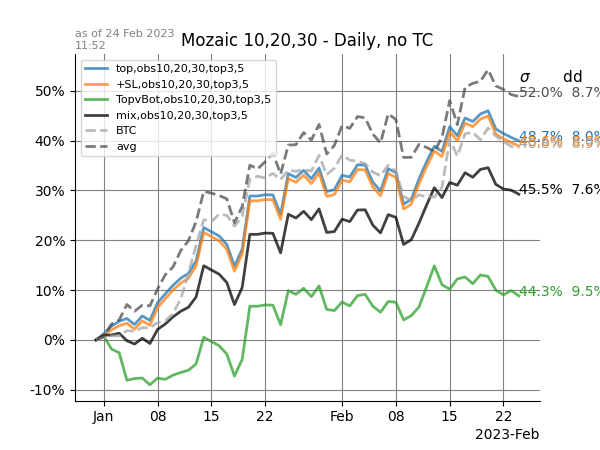 as of 24 Feb 2023
11:52
Mozaic 10,20,30 - Daily, no TC
top,obs10,20,30,top3,5
+SL,obs10,20,30,top3,5
TopvBot,obs10,20,30,top3,5
mix,obs10,20,30,top3,5
BTC
avg
σ dd
52.0% 8.7%
48.7% 8.9%
45.5% 7.6%
44.3% 9.5%
50%
40%
30%
20%
10%
0%
-10%
Jan 08 15 22 Feb 08 15 22
2023-Feb